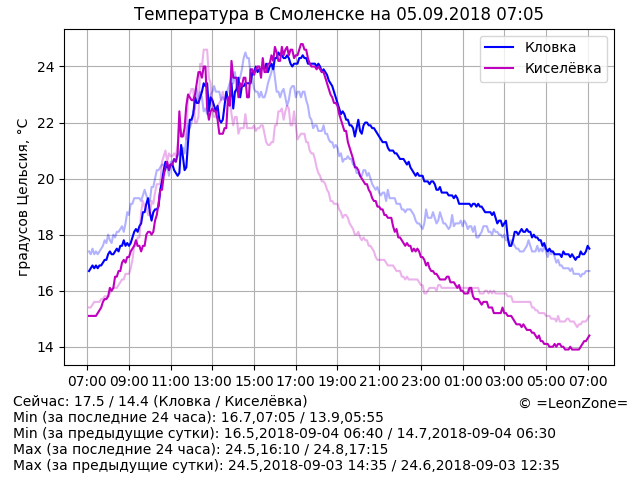 Температура в Смоленске на 05.09.2018 07:05
Кловка
Киселёвка
градусов Цельсия, °C
24
22
20
18
16
14
07:00 09:00 11:00 13:00 15:00 17:00 19:00 21:00 23:00 01:00 03:00 05:00 07:00
Сейчас: 17.5 / 14.4 (Кловка / Киселёвка)
© =LeonZone=
Min (за последние 24 часа): 16.7,07:05 / 13.9,05:55
Min (за предыдущие сутки): 16.5,2018-09-04 06:40 / 14.7,2018-09-04 06:30
Max (за последние 24 часа): 24.5,16:10 / 24.8,17:15
Max (за предыдущие сутки): 24.5,2018-09-03 14:35 / 24.6,2018-09-03 12:35